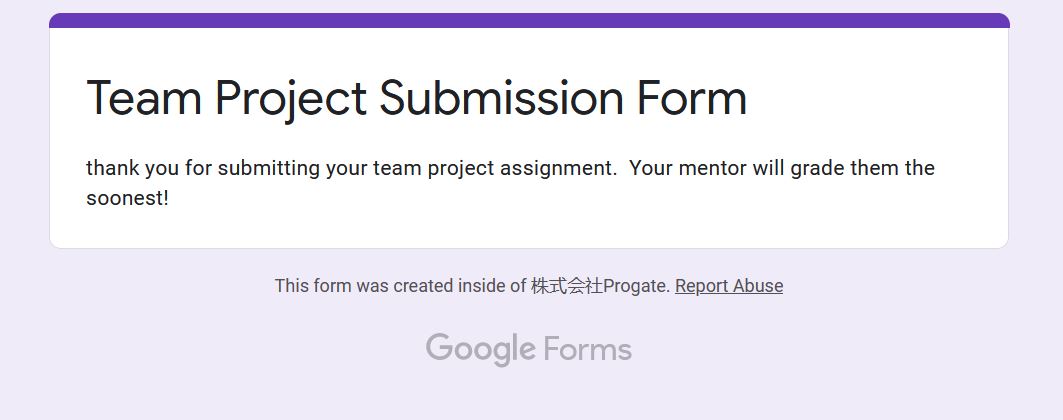 Team Project Submission Form
thank you for submitting your team project assignment.  Your mentor will grade them the
soonest!
This form was created inside of 株式会社Progate. Report Abuse
Google Forms